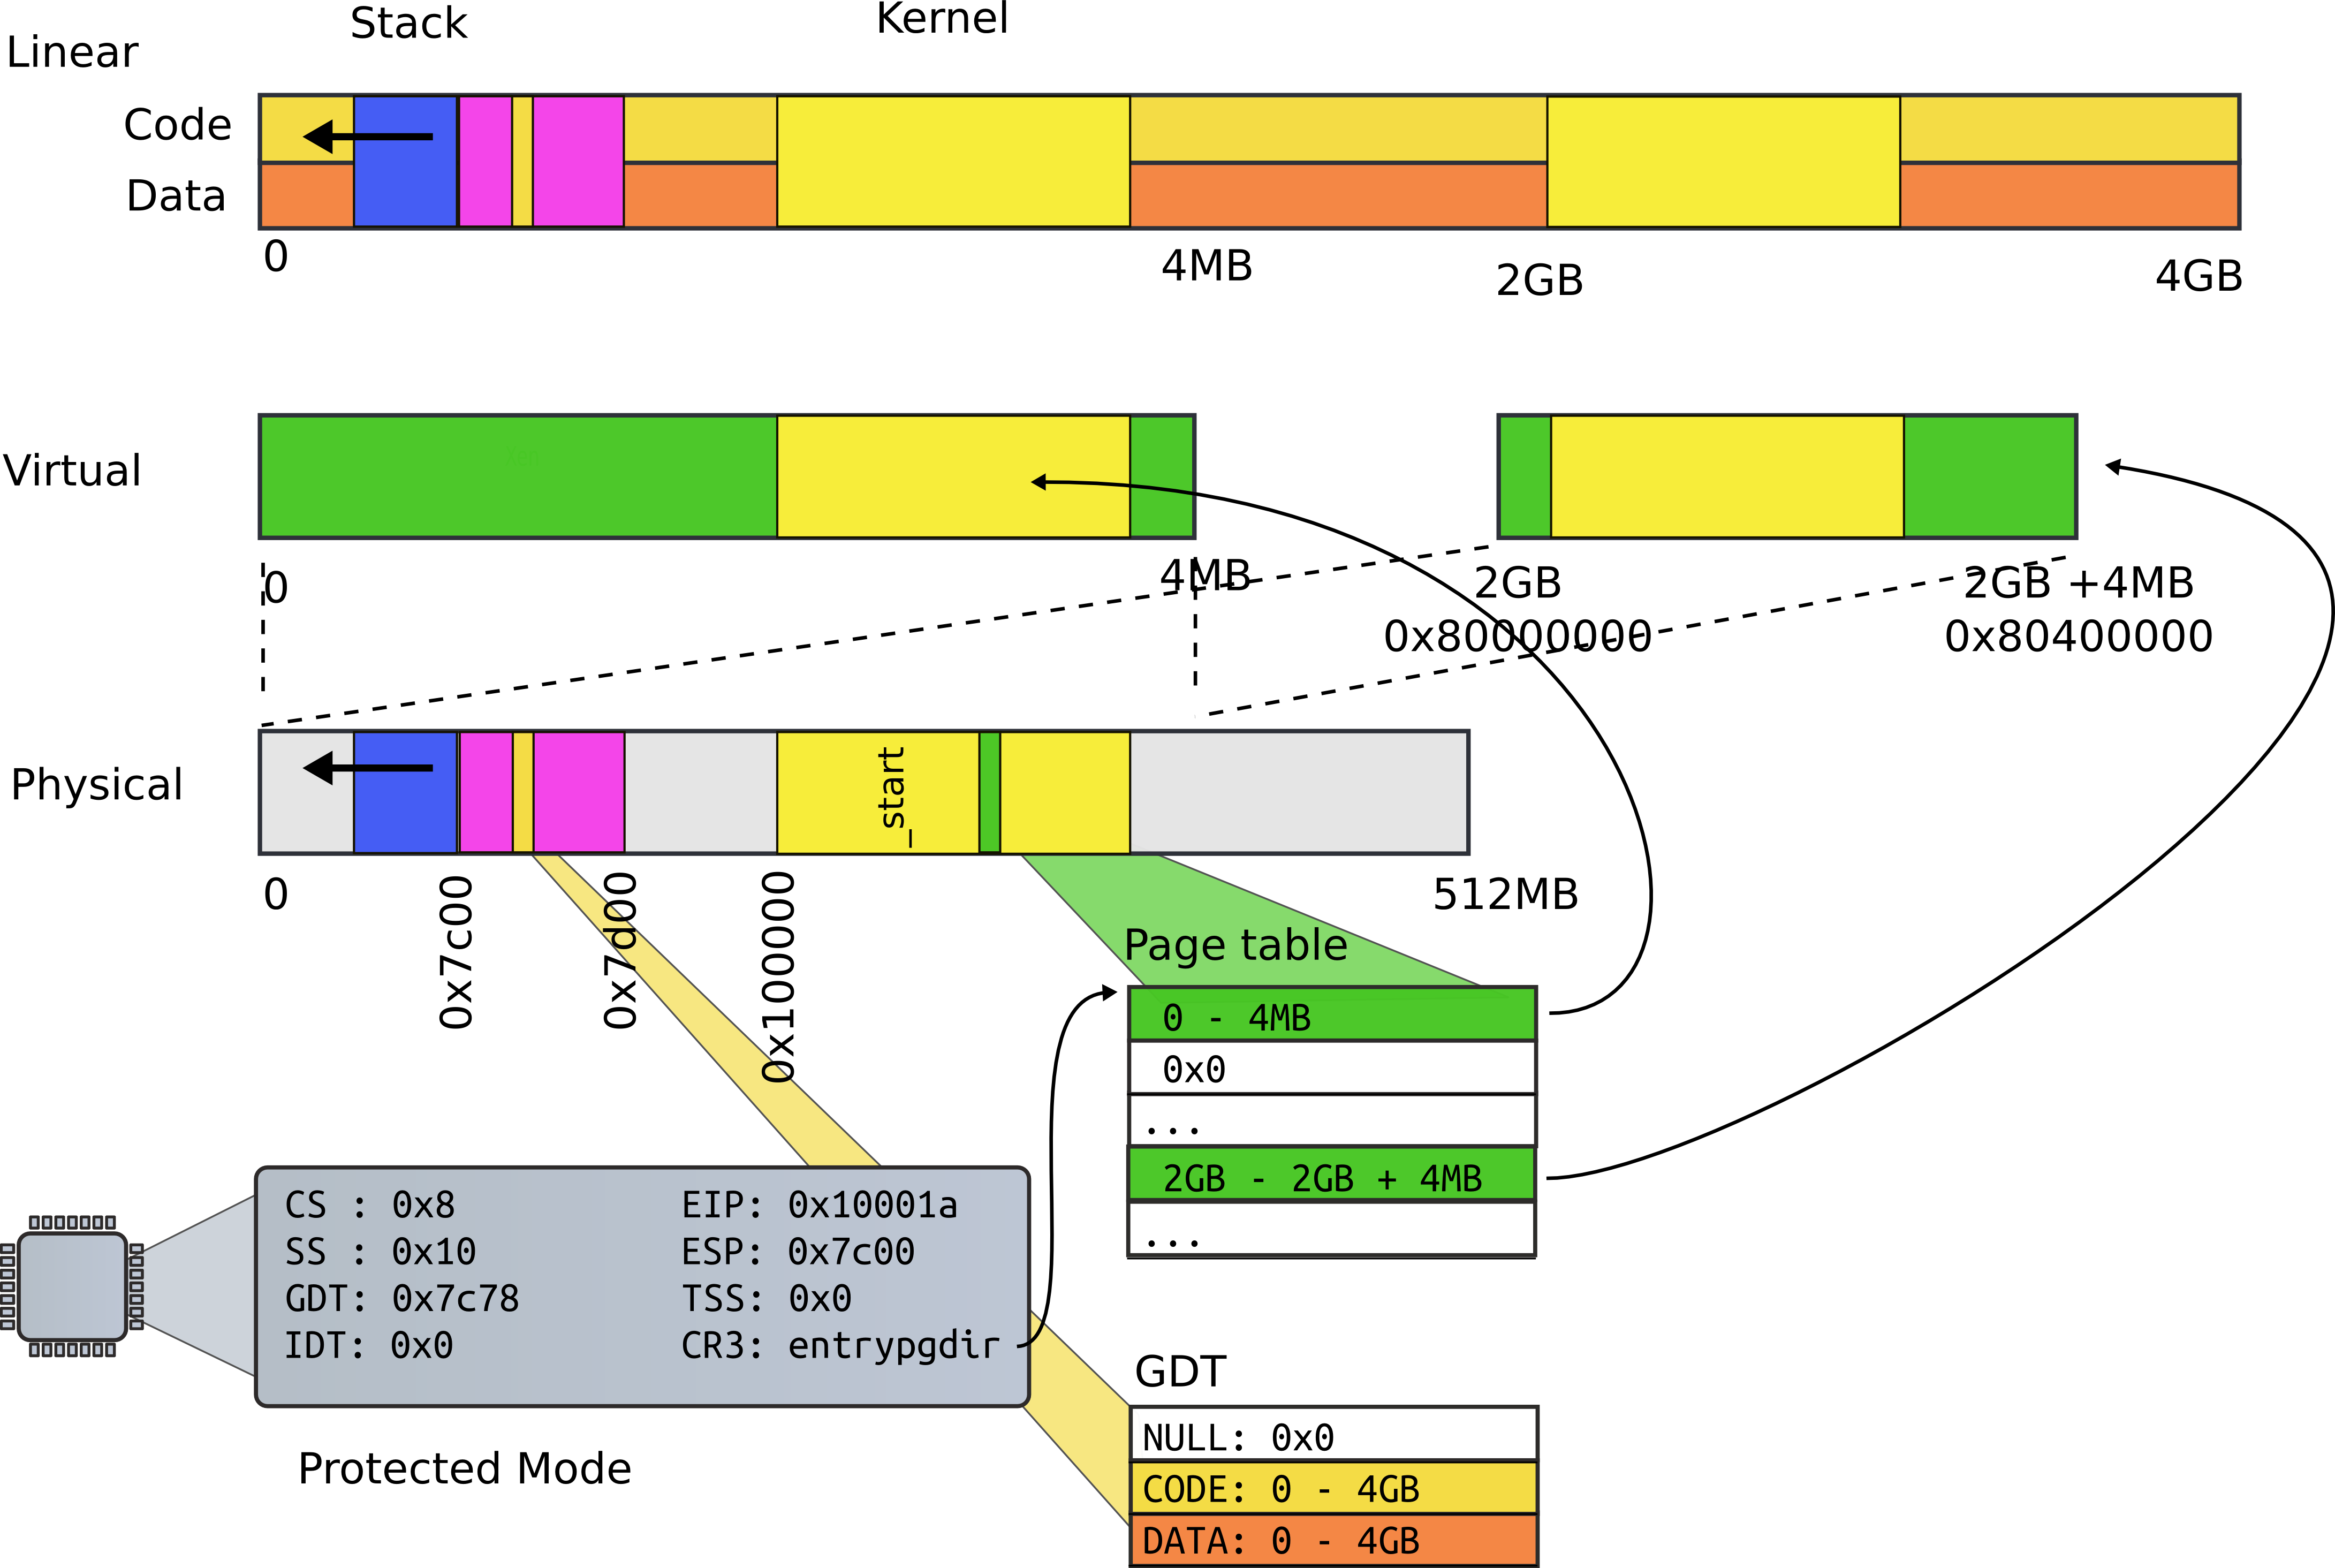 Stack
Kernel
Linear
Code
Data
0
4MB
2GB
4GB
Virtual
0
4MB
2GB
0x80000000
2GB +4MB
0x80400000
Physical
_start
0
0x7c00
0x7d00
0x100000
512MB
Page table
0 - 4MB
0x0
...
2GB - 2GB + 4MB
...
CS : 0x8
SS : 0x10
GDT: 0x7c78
IDT: 0x0
EIP: 0x10001a
ESP: 0x7c00
TSS: 0x0
CR3: entrypgdir
Protected Mode
GDT
NULL: 0x0
CODE: 0 - 4GB
DATA: 0 - 4GB